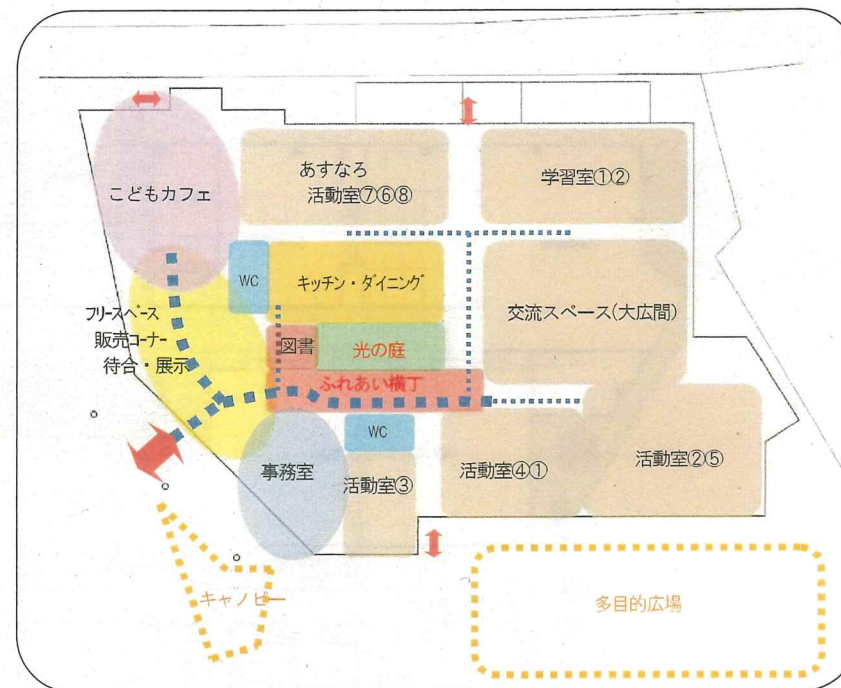 あすなろ
活動室⑦⑥⑧
学習室①②
こどもカフェ
WC
キッチン・ダイニング
フリースペース
販売コーナー
待合・展示
交流スペース(大広間)
図書
光の庭
ふれあい横丁
WC
事務室
活動室③
活動室④①
活動室②⑤
キャノピー
多目的広場